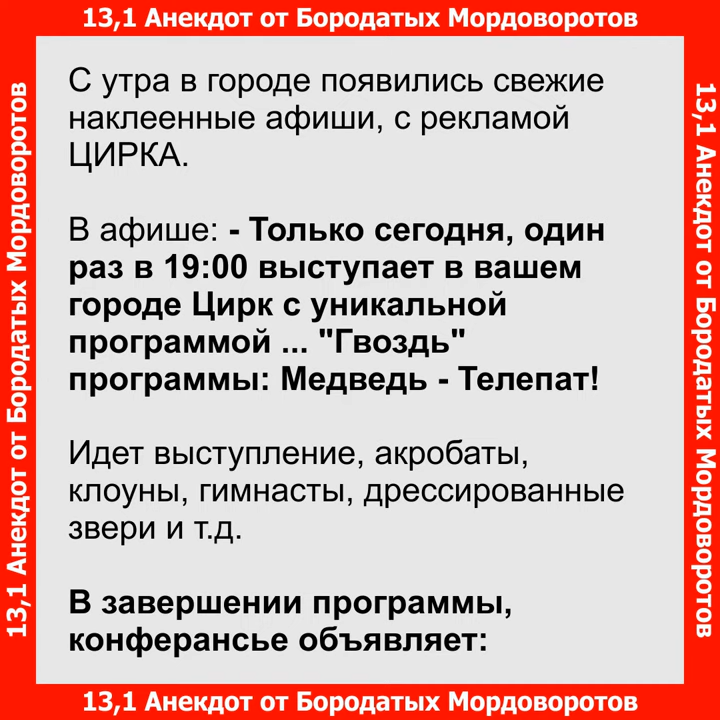 13,1 Анекдот от Бородатых Мордоворотов
С утра в городе появились свежие
наклеенные афиши, с рекламой
ЦИРКА.
В афише: - Только сегодня, один
раз в 19:00 выступает в вашем
городе Цирк с уникальной
программой ... "Гвоздь"
программы: Медведь - Телепат!
Идет выступление, акробаты,
клоуны, гимнасты, дрессированные
звери и т.д.
В завершении программы,
конферансье объявляет:
13,1 Анекдот от Бородатых Мордоворотов
13,1 Анекдот от Бородатых Мордоворотов
13,1 Анекдот от Бородатых Мордоворотов